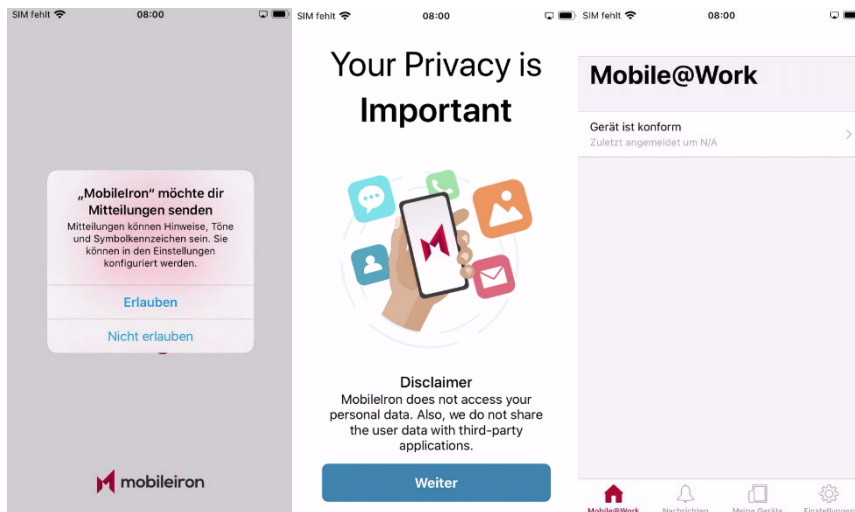 SIM fehlt 08:00
„MobileIron“ möchte dir
Mitteilungen senden
Mitteilungen können Hinweise, Töne
und Symbolkennzeichen sein. Sie
können in den Einstellungen
konfiguriert werden.
Erlauben
Nicht erlauben
mobileiron
SIM fehlt 08:00
Your Privacy is
Important
Disclaimer
MobileIron does not access your
personal data. Also, we do not share
the user data with third-party
applications.
Weiter
SIM fehlt 08:00
Mobile@Work
Gerät ist konform
Zuletzt angemeldet um N/A
Mobile@Work Nachrichten Meine Geräte Einstellungen